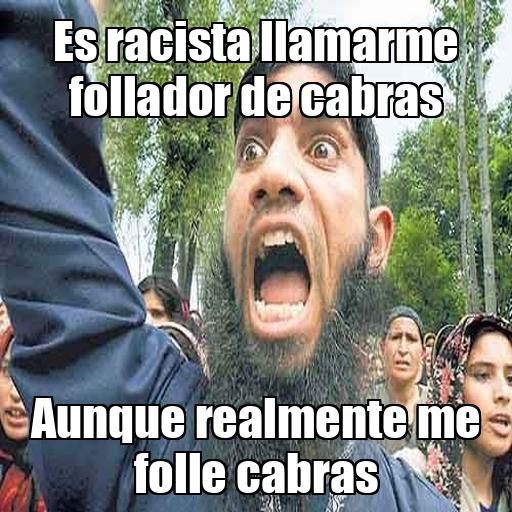 Es racista llamarme
follador de cabras
Aunque realmente me
folle cabras